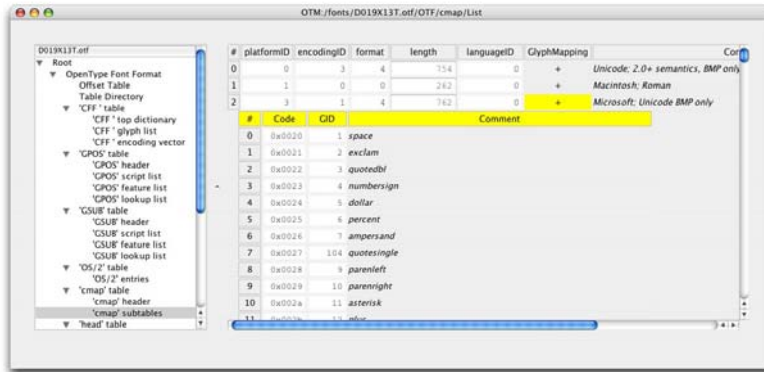 OTM:/fonts/D019X13T.otf/OTF/cmap/List
D019X13T.otf
Root
OpenType Font Format
Offset Table
Table Directory
'CFF ' table
'CFF ' top dictionary
'CFF ' glyph list
'CFF ' encoding vector
'GPOS' table
'GPOS' header
'GPOS' script list
'GPOS' feature list
'GPOS' lookup list
'GSUB' table
'GSUB' header
'GSUB' script list
'GSUB' feature list
'GSUB' lookup list
'OS/2' table
'OS/2' entries
'cmap' table
'cmap' header
'cmap' subtables
'head' table
# platformID encodingID format length languageID GlyphMapping
0 0 3 4 754 0 + Unicode; 2.0+ semantics, BMP only
1 1 0 0 262 0 + Macintosh; Roman
2 3 1 4 762 0 + Microsoft; Unicode BMP only
# Code GID Comment
0 0x0020 1 space
1 0x0021 2 exclam
2 0x0022 3 quotedbl
3 0x0023 4 numbersign
4 0x0024 5 dollar
5 0x0025 6 percent
6 0x0026 7 ampersand
7 0x0027 104 quotesingle
8 0x0028 9 parenleft
9 0x0029 10 parenright
10 0x002a 11 asterisk
11 0x002b 12 plus